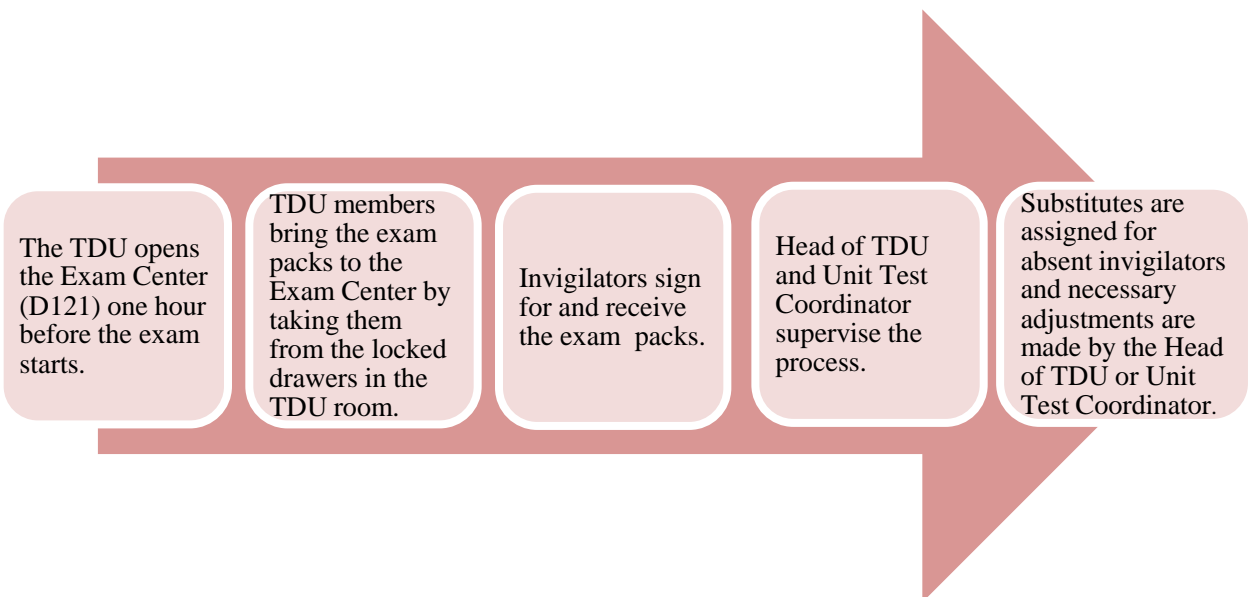 The TDU opens
the Exam Center
(D121) one hour
before the exam
starts.
TDU members
bring the exam
packs to the
Exam Center by
taking them
from the locked
drawers in the
TDU room.
Invigilators sign
for and receive
the exam  packs.
Head of TDU
and Unit Test
Coordinator
supervise the
process.
Substitutes are
assigned for
absent invigilators
and necessary
adjustments are
made by the Head
of TDU or Unit
Test Coordinator.